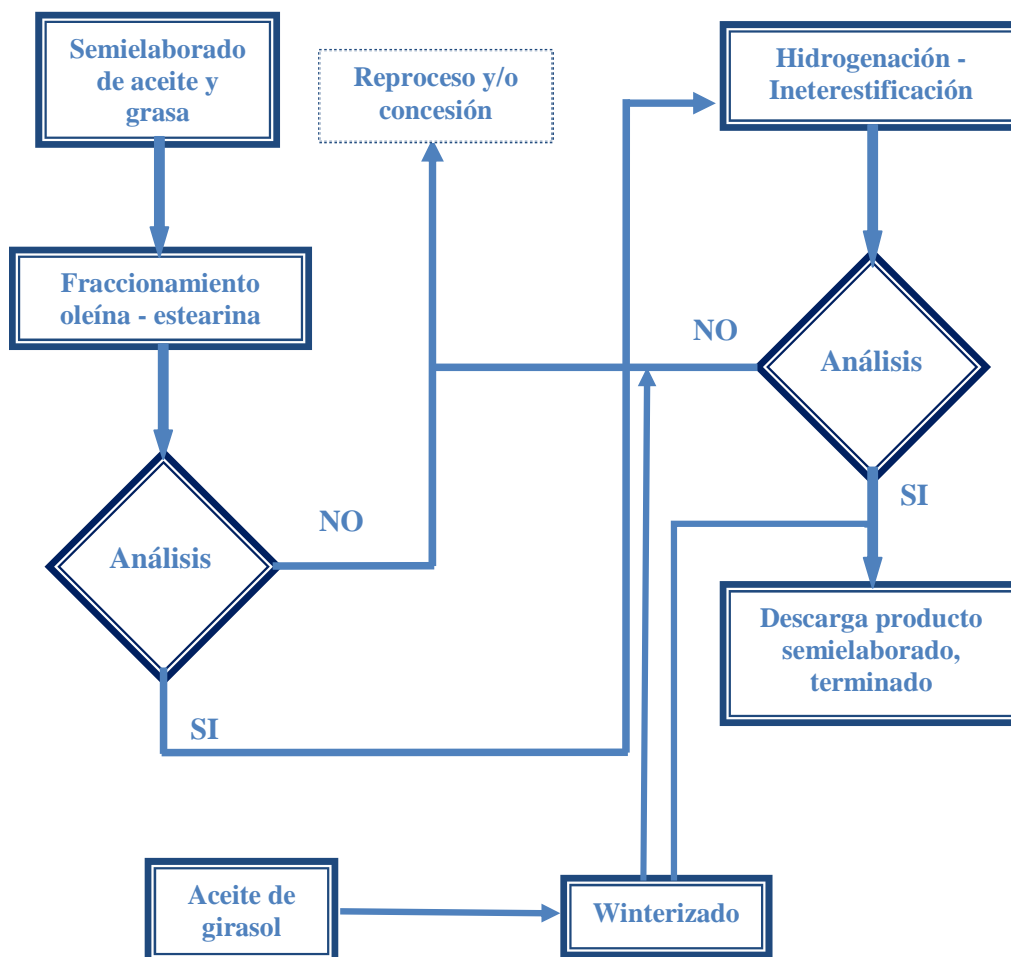 Semielaborado
de aceite y
grasa
Reproceso y/o
concesión
Hidrogenación -
Ineterestificación
Fraccionamiento
oleína - estearina
NO
Análisis
SI
NO
Análisis
SI
Descarga producto
semielaborado,
terminado
Aceite de
girasol
Winterizado